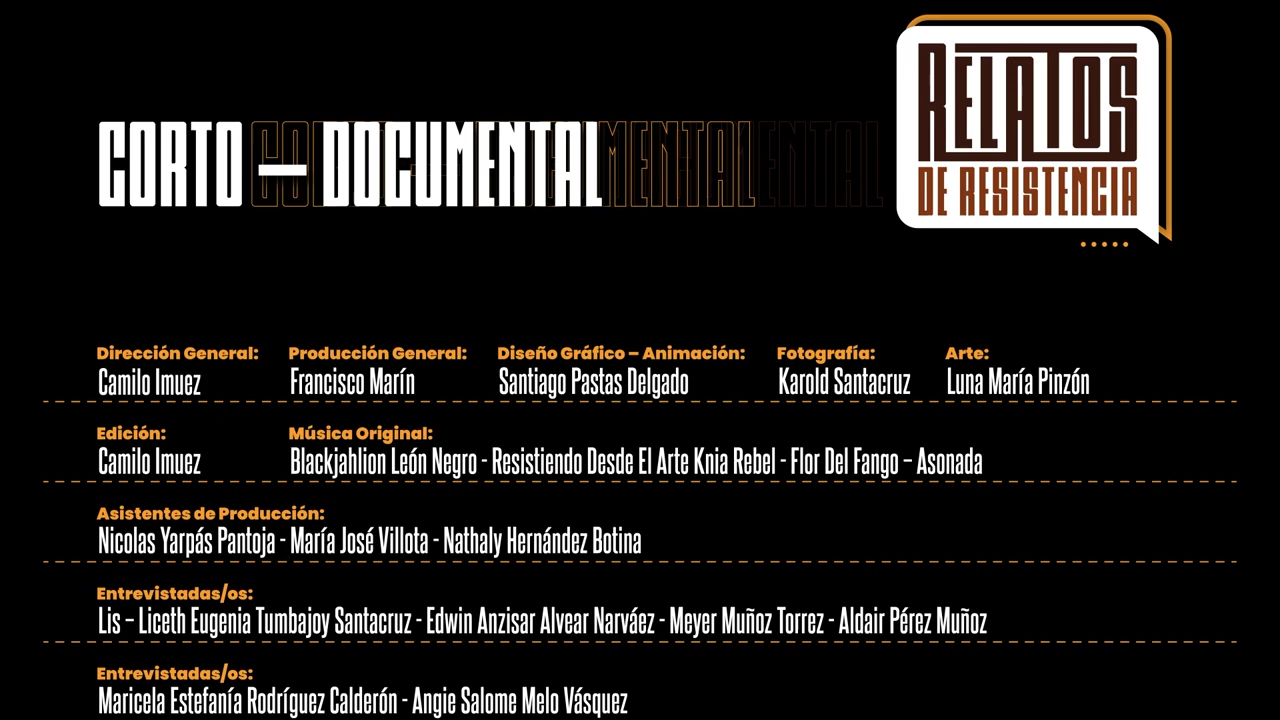 RELATOS
DE RESISTENCIA
CORTO — DOCUMENTAL
Dirección General: Producción General: Diseño Gráfico – Animación: Fotografía: Arte:
Camilo Imuez Francisco Marín Santiago Pastas Delgado Karold Santacruz Luna María Pinzón
Edición: Música Original:
Camilo Imuez Blackjahlion León Negro - Resistiendo Desde El Arte Knia Rebel - Flor Del Fango – Asonada
Asistentes de Producción:
Nicolas Yarpás Pantoja - María José Villota - Nathaly Hernández Botina
Entrevistadas/os:
Lis – Liceth Eugenia Tumbajoy Santacruz - Edwin Anzisar Alvear Narváez - Meyer Muñoz Torrez - Aldair Pérez Muñoz
Entrevistadas/os:
Maricela Estefanía Rodríguez Calderón - Angie Salome Melo Vásquez